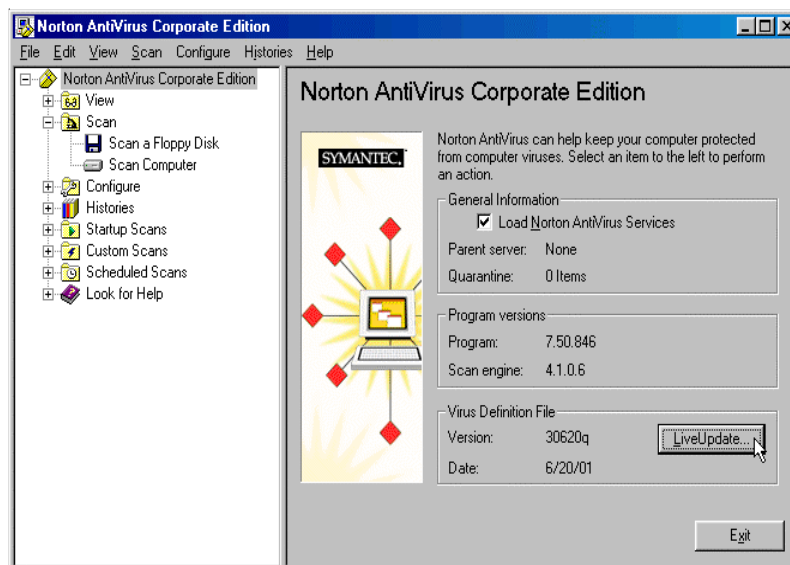 Norton AntiVirus Corporate Edition
File Edit View Scan Configure Histories Help
Norton AntiVirus Corporate Edition
View
Scan
Scan a Floppy Disk
Scan Computer
Configure
Histories
Startup Scans
Custom Scans
Scheduled Scans
Look for Help
Norton AntiVirus Corporate Edition
SYMANTEC.
Norton AntiVirus can help keep your computer protected
from computer viruses. Select an item to the left to perform
an action.
General Information
Load Norton AntiVirus Services
Parent server: None
Quarantine: 0 Items
Program versions
Program: 7.50.846
Scan engine: 4.1.0.6
Virus Definition File
Version: 30620q
LiveUpdate...
Date: 6/20/01
Exit